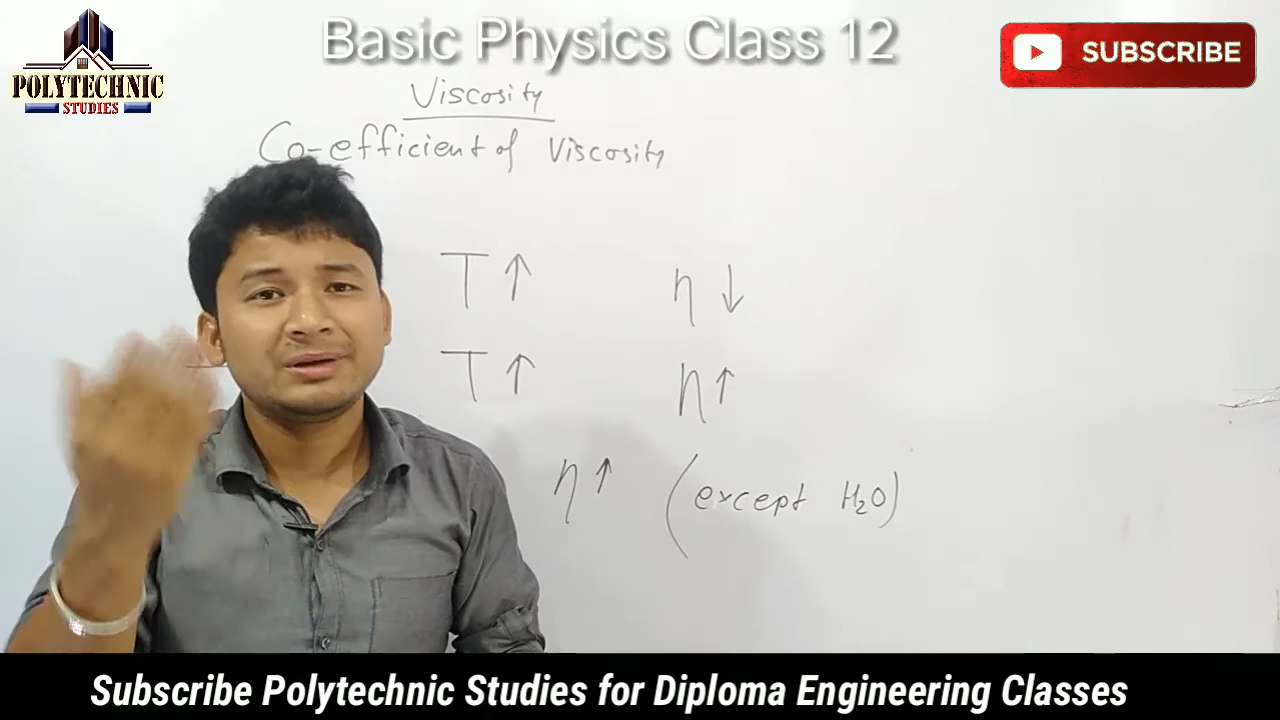 Basic Physics Class 12
POLYTECHNIC
STUDIES
SUBSCRIBE
Viscosity
Co-efficient of Viscosity
T ↑ η ↓
T ↑ η ↑
η ↑ (except H₂O)
Subscribe Polytechnic Studies for Diploma Engineering Classes